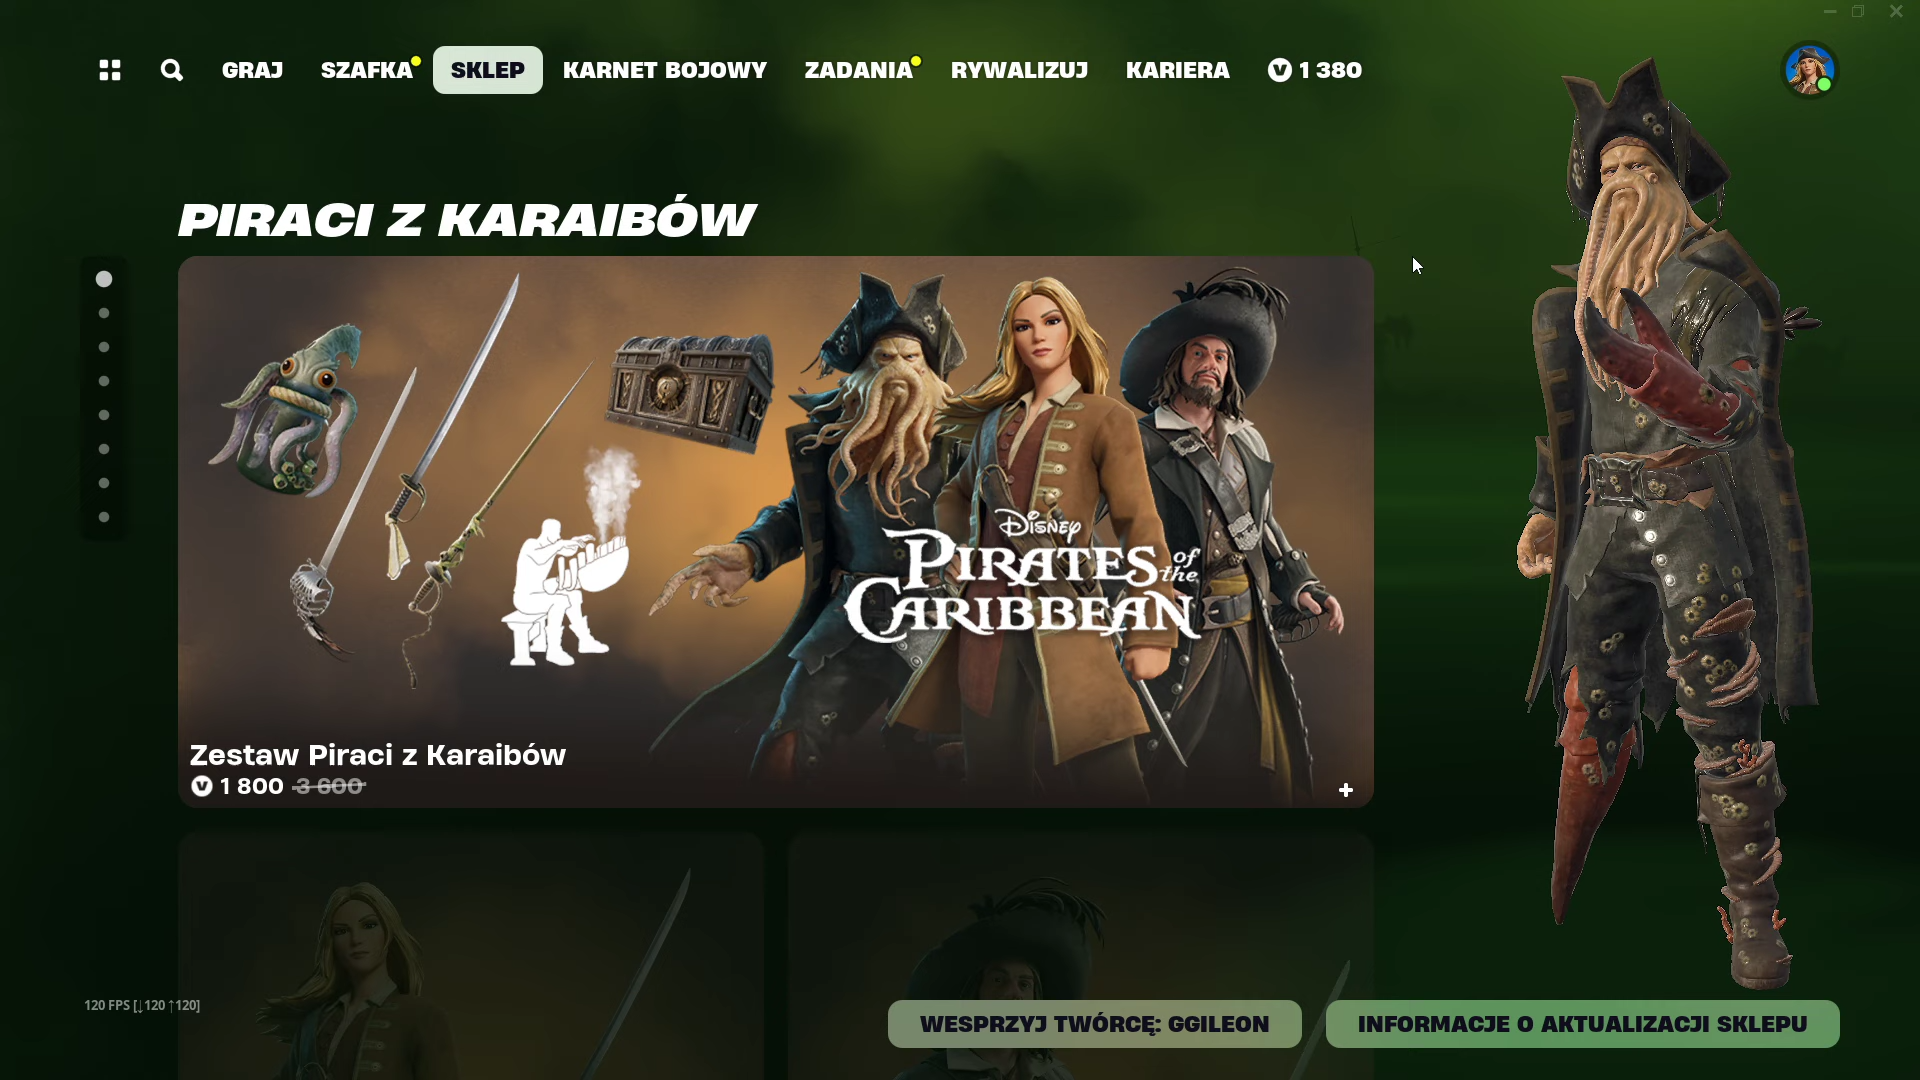 GRAJ SZAFKA SKLEP KARNET BOJOWY ZADANIA RYWALIZUJ KARIERA 1 380
PIRACI Z KARAIBÓW
DISNEY
PIRATES of the
CARIBBEAN
Zestaw Piraci z Karaibów
1 800 3 600
120 FPS [↓120 ↑120]
WESPRZYJ TWÓRCĘ: GGILEON
INFORMACJE O AKTUALIZACJI SKLEPU